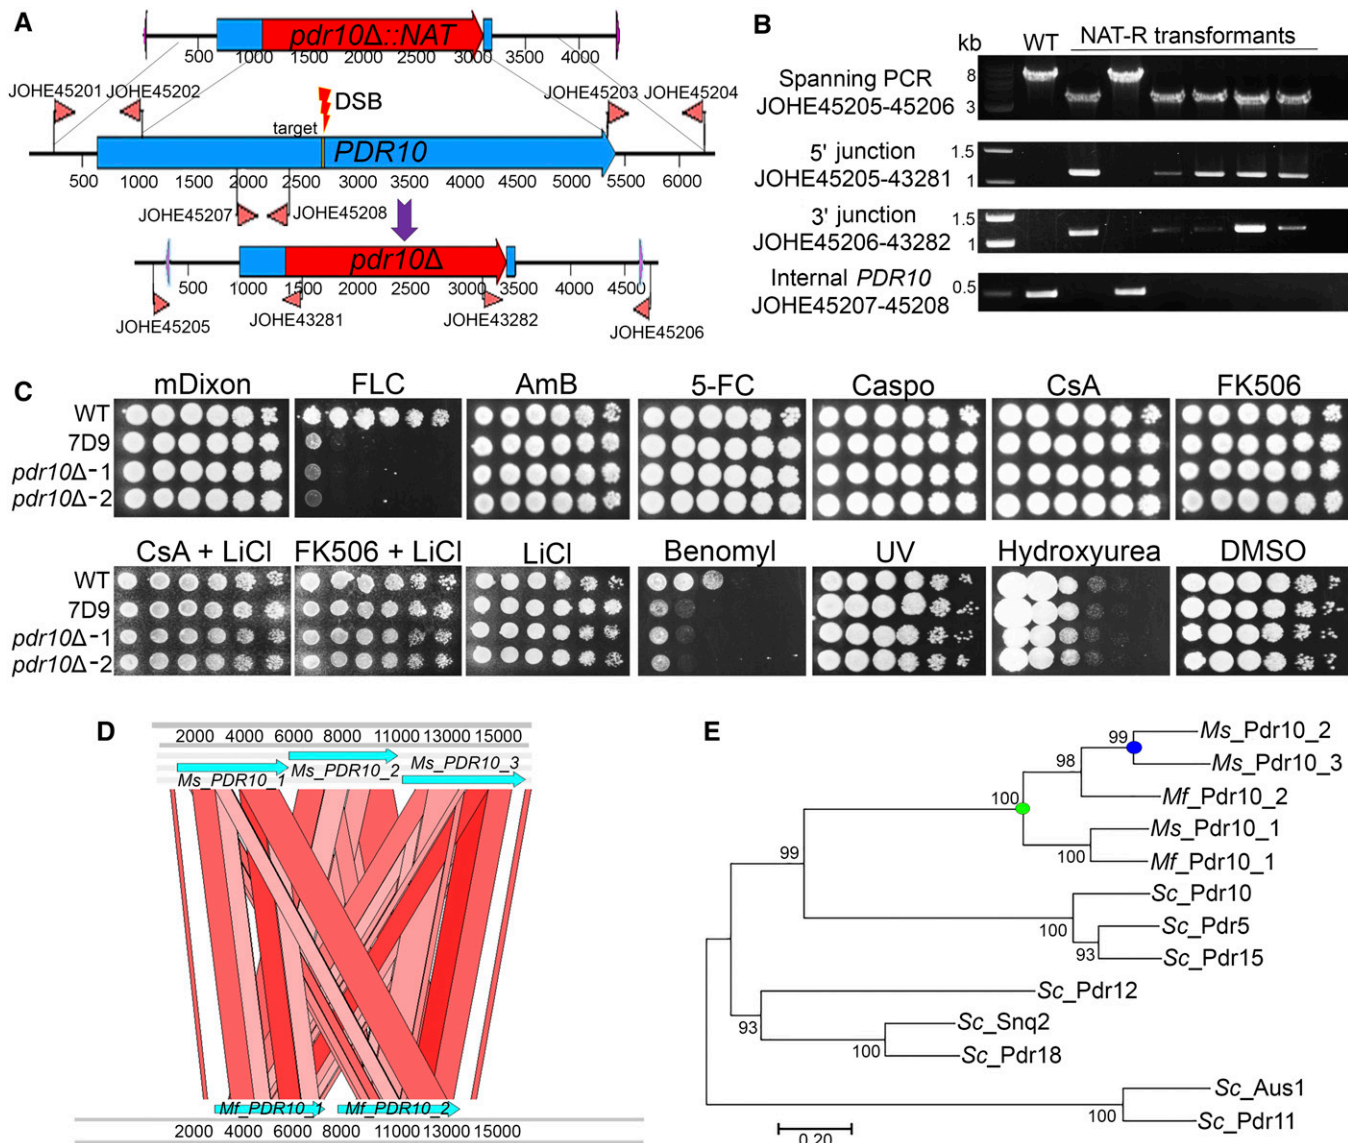 A
pdr10Δ::NAT
500 1000 1500 2000 2500 3000 3500 4000
JOHE45201 JOHE45202 JOHE45203 JOHE45204
DSB
target
PDR10
500 1000 1500 2000 2500 3000 3500 4000 4500 5000 5500 6000
JOHE45207 JOHE45208
pdr10Δ
500 1000 1500 2000 2500 3000 3500 4000 4500
JOHE45205 JOHE43281 JOHE43282 JOHE45206
B
kb WT NAT-R transformants
Spanning PCR
JOHE45205-45206
8
3
5' junction
JOHE45205-43281
1.5
1
3' junction
JOHE45206-43282
1.5
1
Internal PDR10
JOHE45207-45208
0.5
C
mDixon FLC AmB 5-FC Caspo CsA FK506
WT
7D9
pdr10Δ-1
pdr10Δ-2
CsA + LiCl FK506 + LiCl LiCl Benomyl UV Hydroxyurea DMSO
WT
7D9
pdr10Δ-1
pdr10Δ-2
D
2000 4000 6000 8000 11000 13000 15000
Ms_PDR10_1 Ms_PDR10_2 Ms_PDR10_3
Mf_PDR10_1 Mf_PDR10_2
2000 4000 6000 8000 11000 13000 15000
E
Ms_Pdr10_2
99
Ms_Pdr10_3
98
Mf_Pdr10_2
100
Ms_Pdr10_1
100
Mf_Pdr10_1
99
Sc_Pdr10
100
Sc_Pdr5
93
Sc_Pdr15
Sc_Pdr12
93
Sc_Snq2
100
Sc_Pdr18
Sc_Aus1
100
Sc_Pdr11
0.20